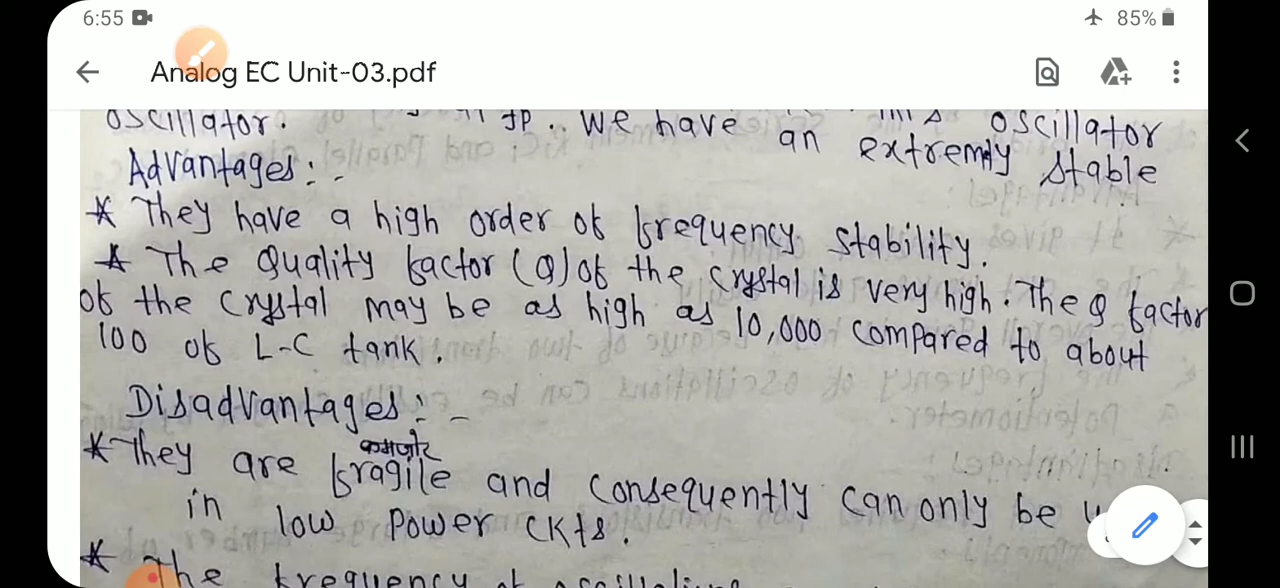 6:55
85%
Analog EC Unit-03.pdf
oscillator. fp. We have an extremly stable oscillator
Advantages:-
* They have a high order of frequency stability.
* The Quality factor (Q) of the crystal is very high. The Q factor
of the crystal may be as high as 10,000 compared to about
100 of L-C tank.
Disadvantages:-
कमजोर
* They are fragile and consequently can only be
in low power CKts.
* The frequency of